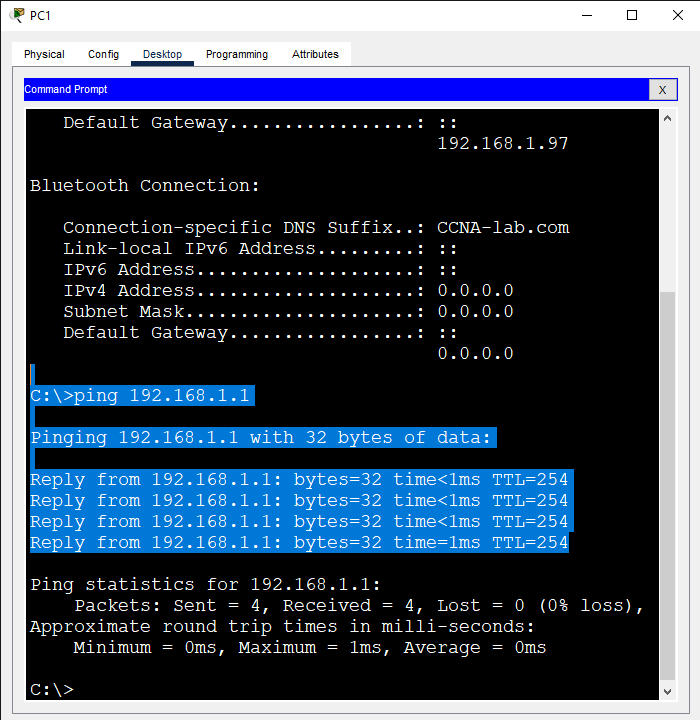 PC1
Physical Config Desktop Programming Attributes
Command Prompt X
Default Gateway.................: ::
192.168.1.97
Bluetooth Connection:
Connection-specific DNS Suffix..: CCNA-lab.com
Link-local IPv6 Address.........: ::
IPv6 Address....................: ::
IPv4 Address....................: 0.0.0.0
Subnet Mask.....................: 0.0.0.0
Default Gateway.................: ::
0.0.0.0
C:\>ping 192.168.1.1
Pinging 192.168.1.1 with 32 bytes of data:
Reply from 192.168.1.1: bytes=32 time<1ms TTL=254
Reply from 192.168.1.1: bytes=32 time<1ms TTL=254
Reply from 192.168.1.1: bytes=32 time<1ms TTL=254
Reply from 192.168.1.1: bytes=32 time=1ms TTL=254
Ping statistics for 192.168.1.1:
Packets: Sent = 4, Received = 4, Lost = 0 (0% loss),
Approximate round trip times in milli-seconds:
Minimum = 0ms, Maximum = 1ms, Average = 0ms
C:\>